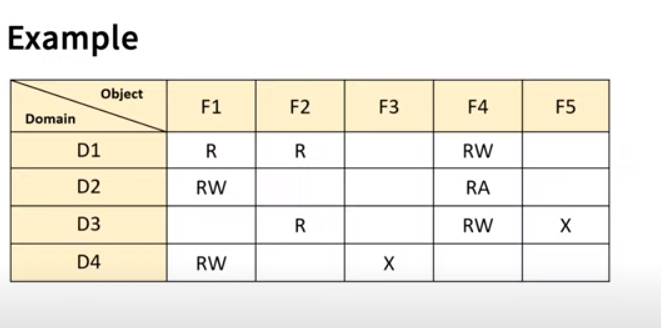 Example
Object
Domain F1 F2 F3 F4 F5
D1 R R RW
D2 RW RA
D3 R RW X
D4 RW X